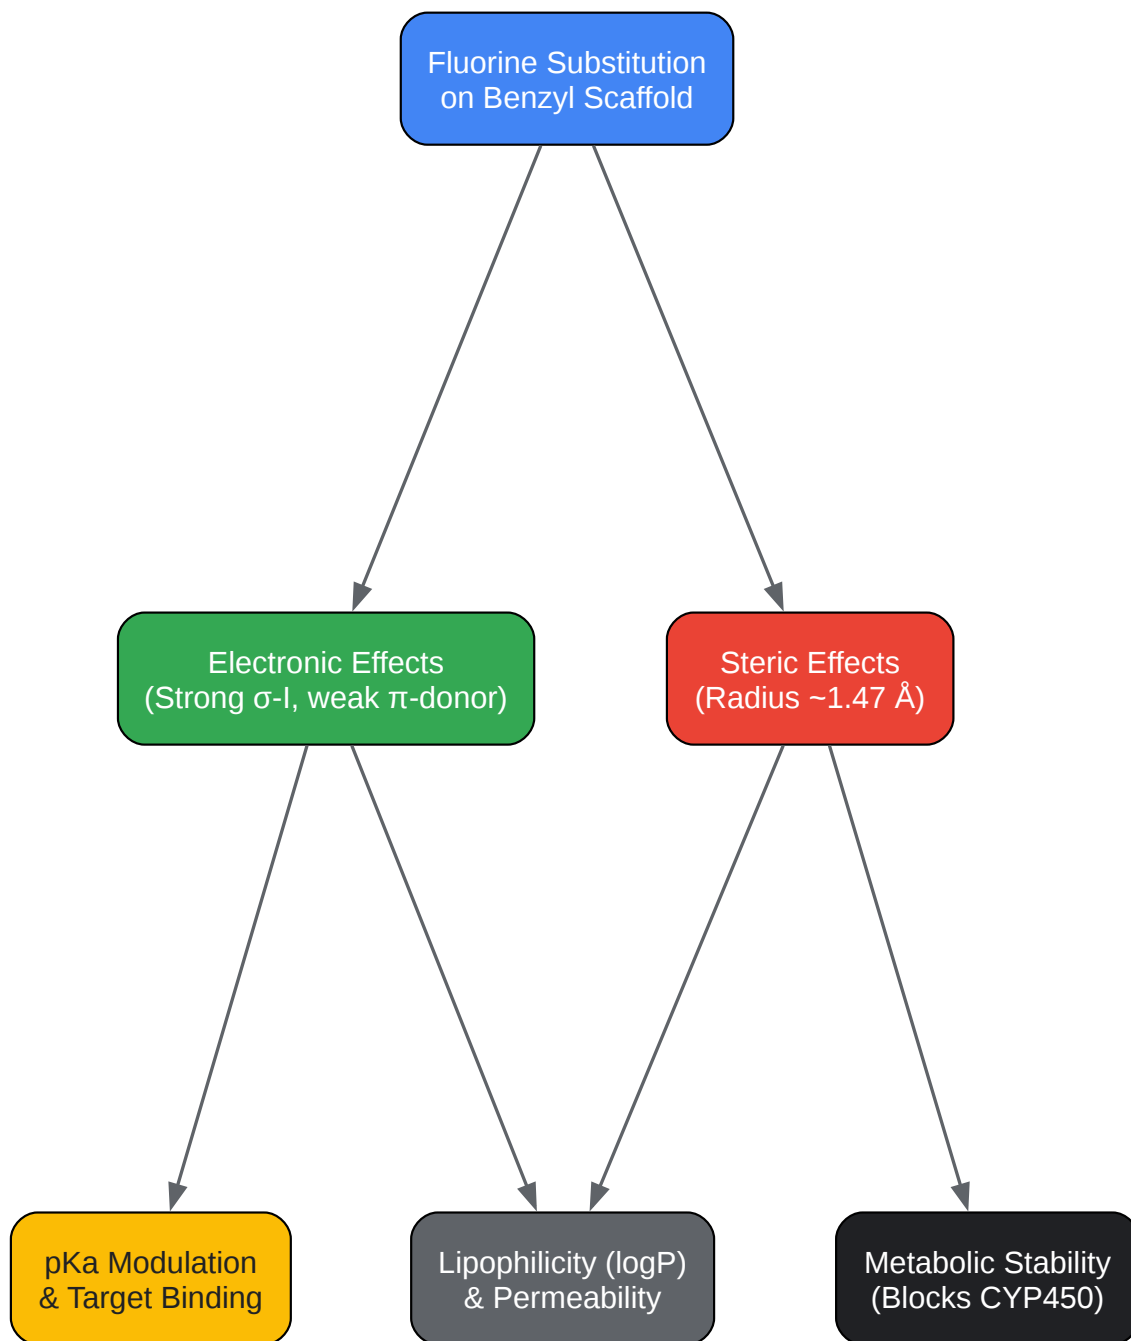 Fluorine Substitution
on Benzyl Scaffold
Electronic Effects
(Strong σ-I, weak π-donor)
Steric Effects
(Radius ~1.47 Å)
pKa Modulation
& Target Binding
Lipophilicity (logP)
& Permeability
Metabolic Stability
(Blocks CYP450)